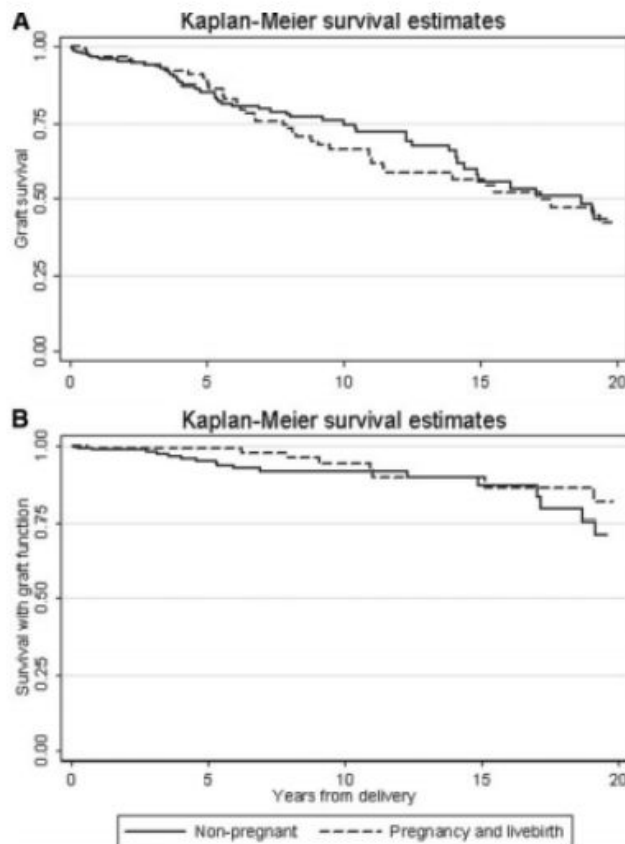 A Kaplan-Meier survival estimates
Graft survival
1.00
0.75
0.50
0.25
0.00
0 5 10 15 20
B Kaplan-Meier survival estimates
Survival with graft function
1.00
0.75
0.50
0.25
0.00
0 5 10 15 20
Years from delivery
Non-pregnant Pregnancy and livebirth